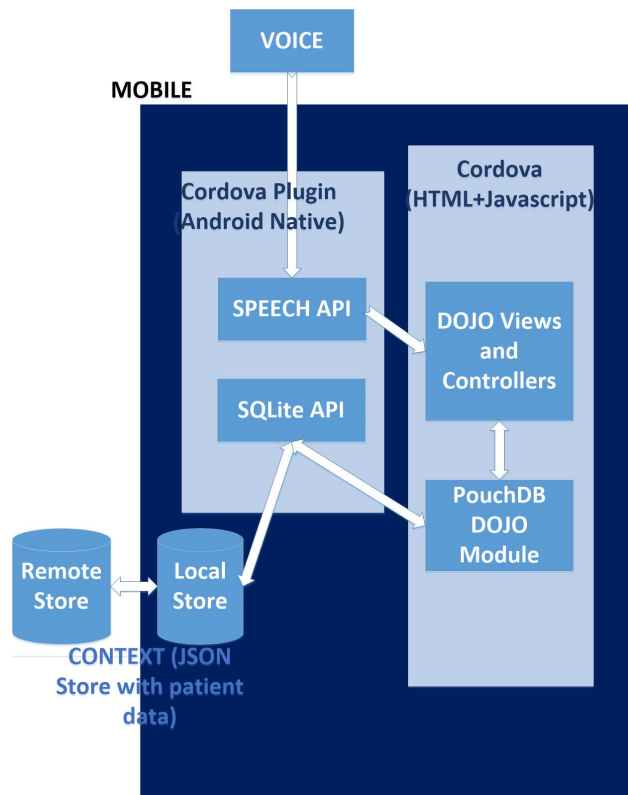 VOICE
MOBILE
Cordova Plugin
(Android Native)
Cordova
(HTML+Javascript)
SPEECH API
DOJO Views
and
Controllers
SQLite API
PouchDB
DOJO
Module
Remote
Store
Local
Store
CONTEXT (JSON
Store with patient
data)